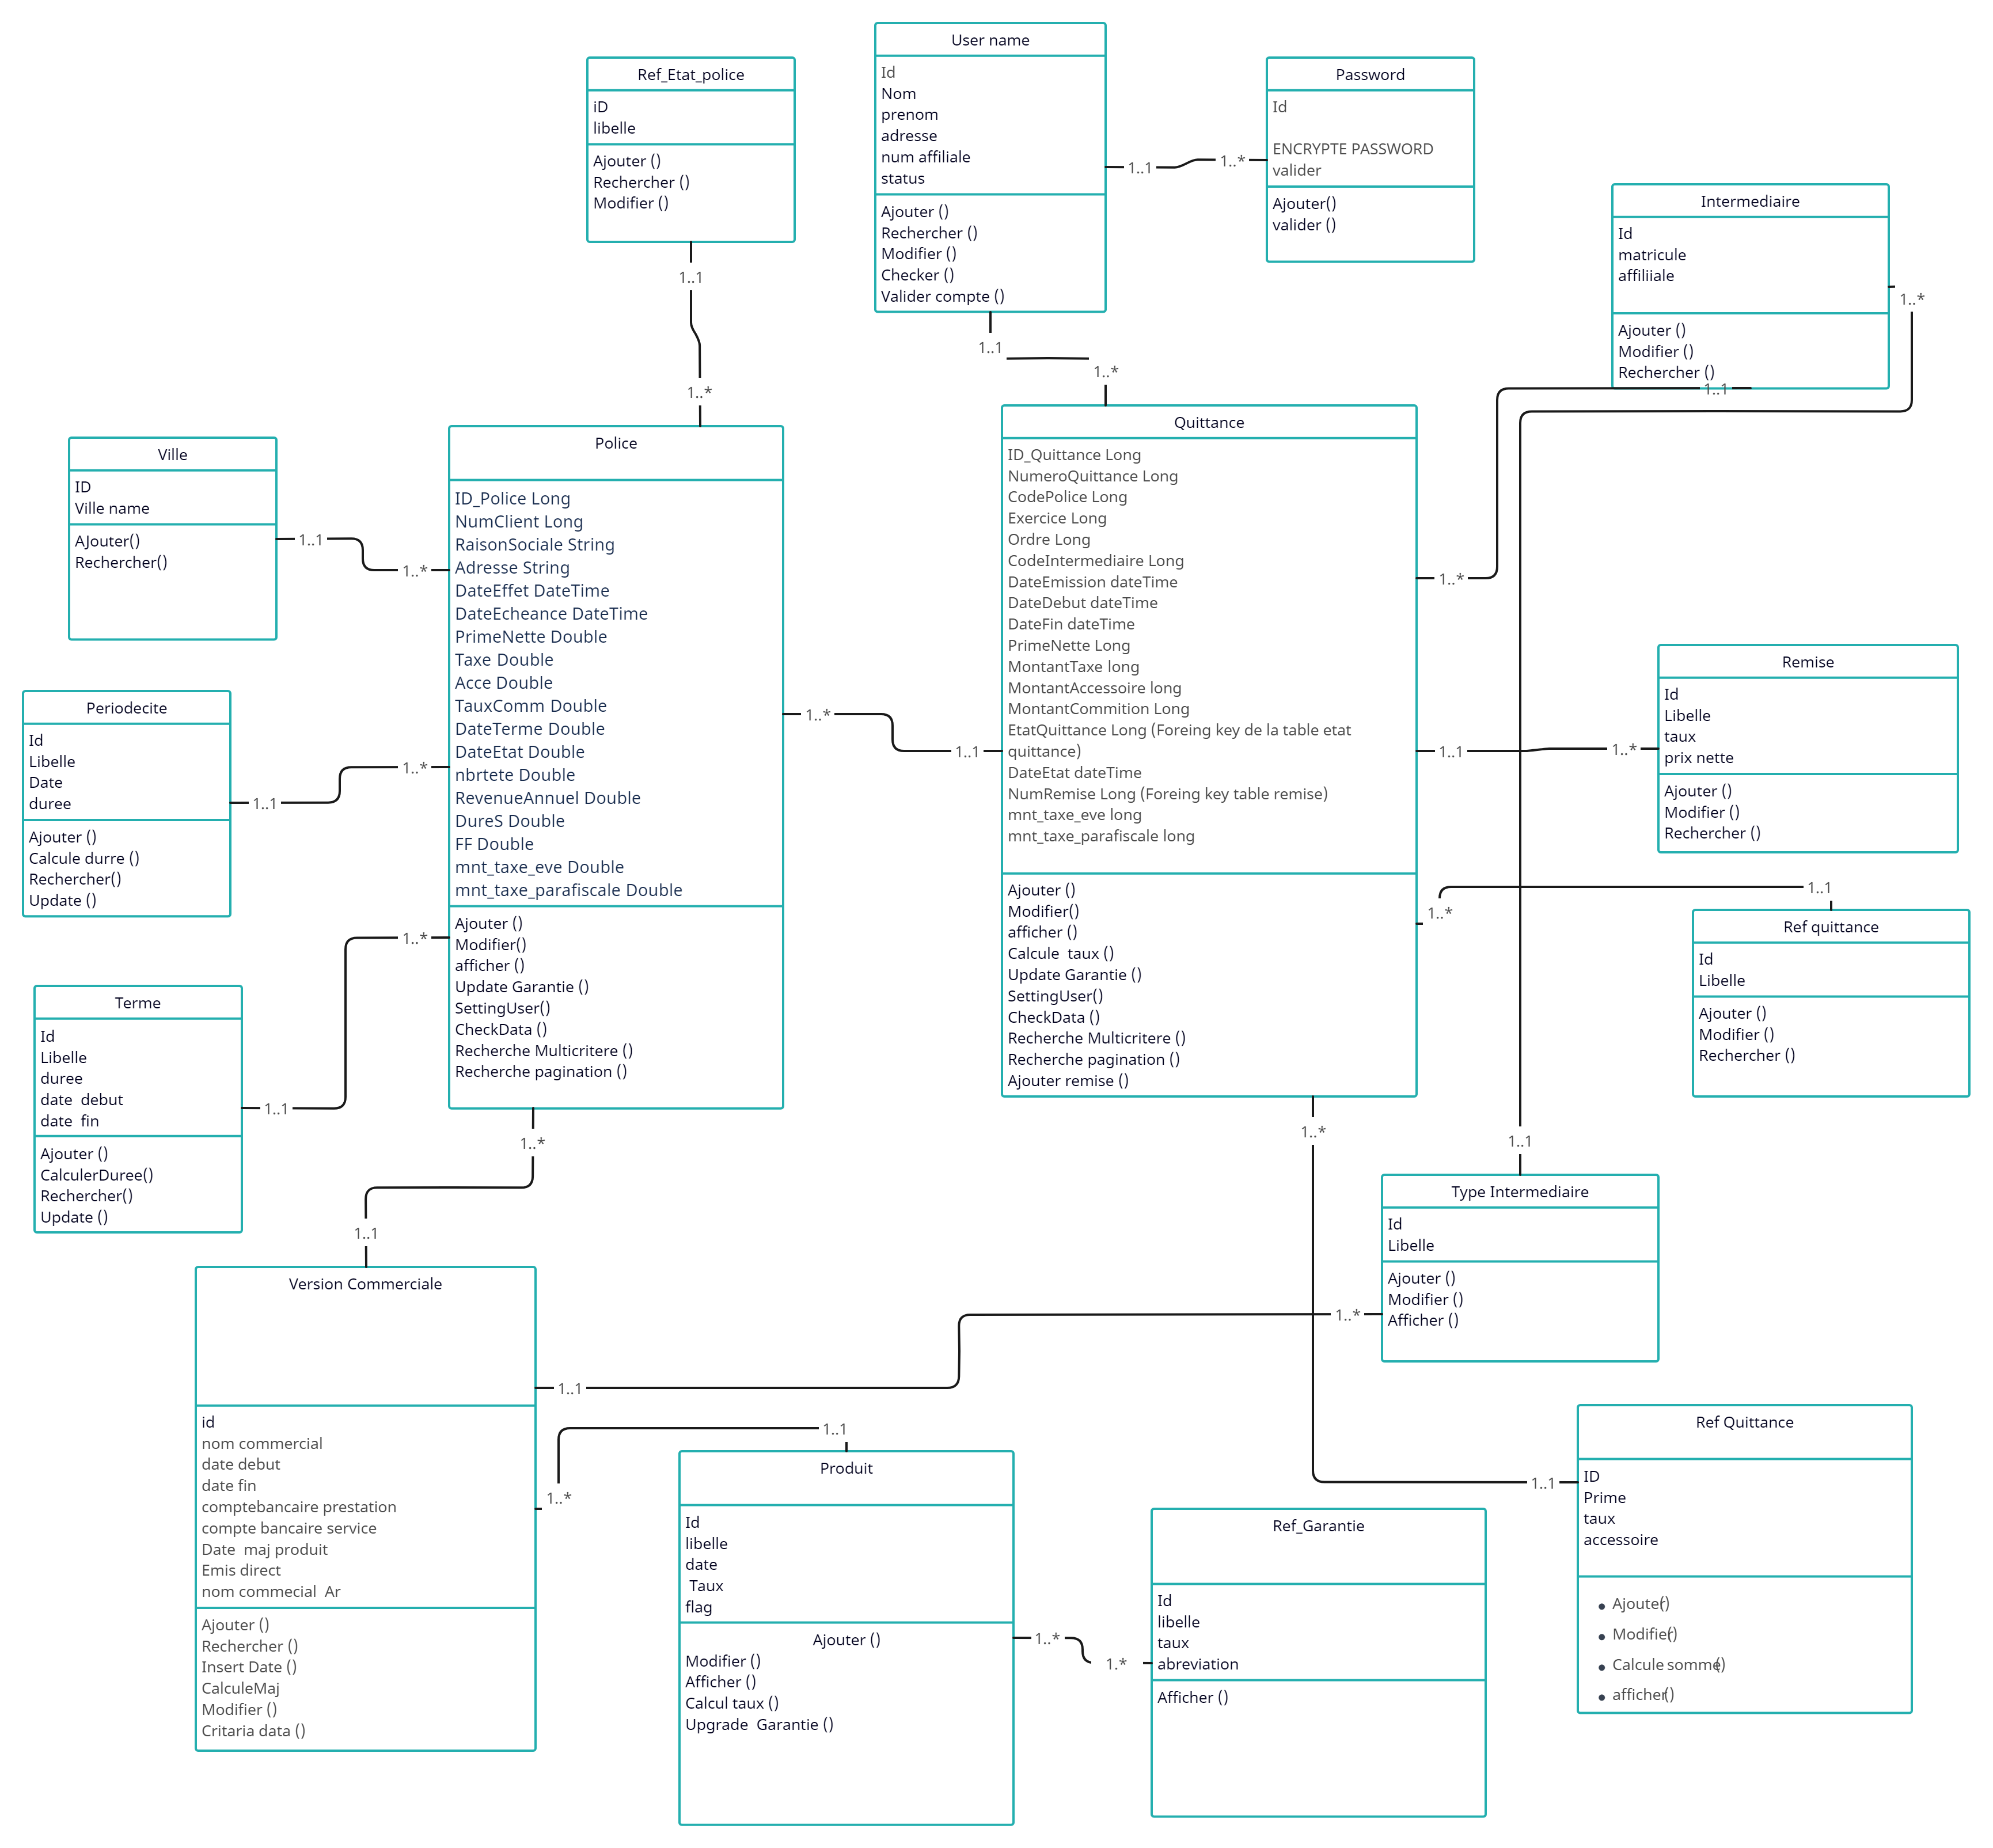 User name
Id
Nom
prenom
adresse
num affiliale
status
Ajouter ()
Rechercher ()
Modifier ()
Checker ()
Valider compte ()
Ref_Etat_police
iD
libelle
Ajouter ()
Rechercher ()
Modifier ()
Password
Id
ENCRYPTE PASSWORD
valider
Ajouter()
valider ()
1..1
1..*
Intermediaire
Id
matricule
affiliiale
Ajouter ()
Modifier ()
Rechercher ()
1..1
1..*
1..1
1..*
1..1
1..*
Ville
ID
Ville name
AJouter()
Rechercher()
1..1
1..*
Police
ID_Police Long
NumClient Long
RaisonSociale String
Adresse String
DateEffet DateTime
DateEcheance DateTime
PrimeNette Double
Taxe Double
Acce Double
TauxComm Double
DateTerme Double
DateEtat Double
nbrtete Double
RevenueAnnuel Double
DureS Double
FF Double
mnt_taxe_eve Double
mnt_taxe_parafiscale Double
Ajouter ()
Modifier()
afficher ()
Update Garantie ()
SettingUser()
CheckData ()
Recherche Multicritere ()
Recherche pagination ()
Quittance
ID_Quittance Long
NumeroQuittance Long
CodePolice Long
Exercice Long
Ordre Long
CodeIntermediaire Long
DateEmission dateTime
DateDebut dateTime
DateFin dateTime
PrimeNette Long
MontantTaxe long
MontantAccessoire long
MontantCommition Long
EtatQuittance Long (Foreing key de la table etat
quittance)
DateEtat dateTime
NumRemise Long (Foreing key table remise)
mnt_taxe_eve long
mnt_taxe_parafiscale long
Ajouter ()
Modifier()
afficher ()
Calcule  taux ()
Update Garantie ()
SettingUser()
CheckData ()
Recherche Multicritere ()
Recherche pagination ()
Ajouter remise ()
1..*
1..*
1..1
1..1
1..*
Remise
Id
Libelle
taux
prix nette
Ajouter ()
Modifier ()
Rechercher ()
Periodecite
Id
Libelle
Date
duree
Ajouter ()
Calcule durre ()
Rechercher()
Update ()
1..1
1..*
1..*
1..1
Ref quittance
Id
Libelle
Ajouter ()
Modifier ()
Rechercher ()
Terme
Id
Libelle
duree
date  debut
date  fin
Ajouter ()
CalculerDuree()
Rechercher()
Update ()
1..1
1..*
1..*
1..1
1..*
1..1
Type Intermediaire
Id
Libelle
Ajouter ()
Modifier ()
Afficher ()
1..*
1..1
Version Commerciale
id
nom commercial
date debut
date fin
comptebancaire prestation
compte bancaire service
Date  maj produit
Emis direct
nom commecial  Ar
Ajouter ()
Rechercher ()
Insert Date ()
CalculeMaj
Modifier ()
Critaria data ()
1..*
1..1
Produit
Id
libelle
date
Taux
flag
Ajouter ()
Modifier ()
Afficher ()
Calcul taux ()
Upgrade  Garantie ()
1..*
1.*
Ref_Garantie
Id
libelle
taux
abreviation
Afficher ()
1..1
Ref Quittance
ID
Prime
taux
accessoire
• Ajouter()
• Modifier()
• Calcule somme()
• afficher()